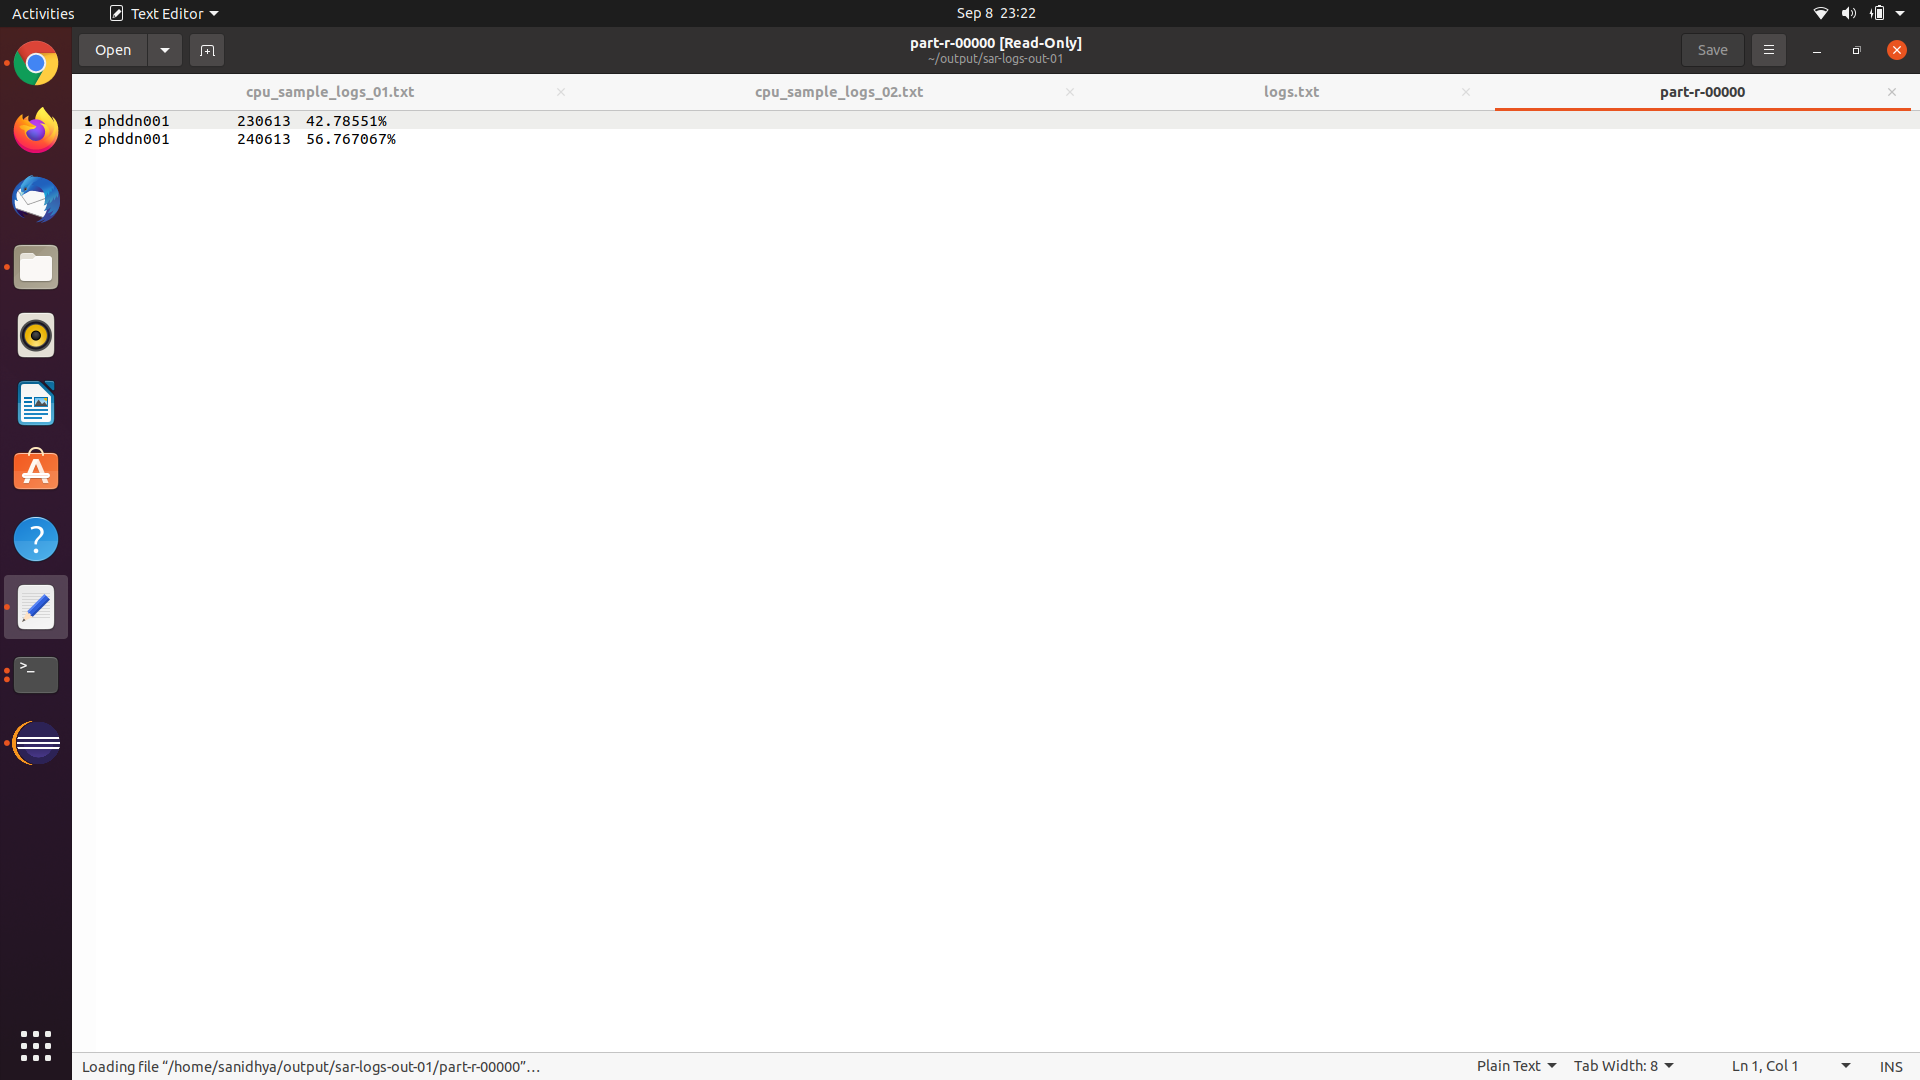 Activities Text Editor Sep 8 23:22
Open part-r-00000 [Read-Only] Save
~/output/sar-logs-out-01
cpu_sample_logs_01.txt cpu_sample_logs_02.txt logs.txt part-r-00000
1 phddn001 230613 42.78551%
2 phddn001 240613 56.767067%
Loading file “/home/sanidhya/output/sar-logs-out-01/part-r-00000”… Plain Text Tab Width: 8 Ln 1, Col 1 INS